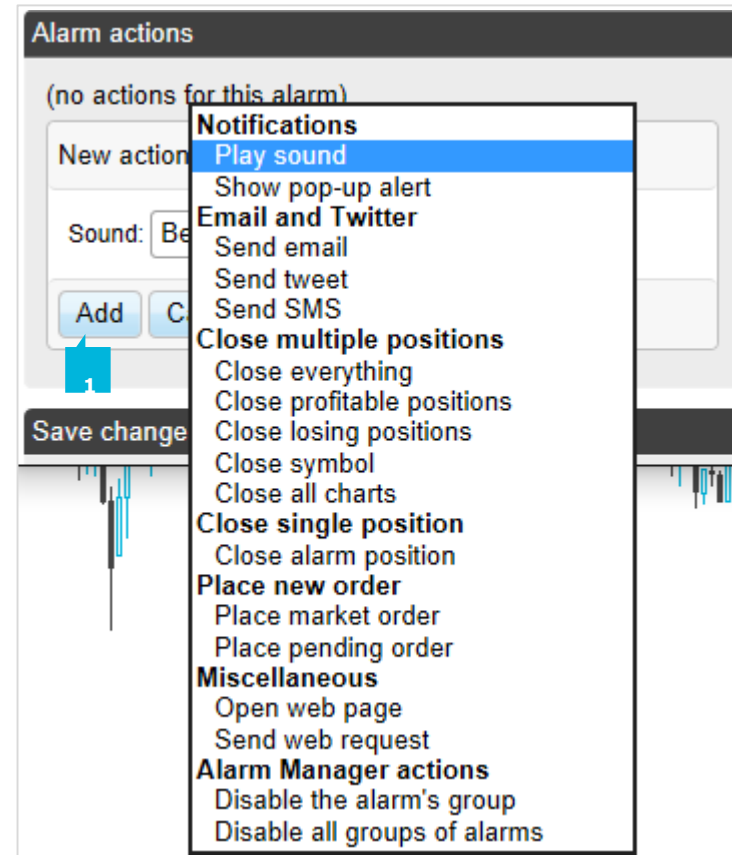 Alarm actions
(no actions for this alarm)
New action
Notifications
Play sound
Show pop-up alert
Sound: Be
Email and Twitter
Send email
Send tweet
Send SMS
Add
Close multiple positions
Close everything
Close profitable positions
Close losing positions
Close symbol
Close all charts
1
Save change
Close single position
Close alarm position
Place new order
Place market order
Place pending order
Miscellaneous
Open web page
Send web request
Alarm Manager actions
Disable the alarm's group
Disable all groups of alarms